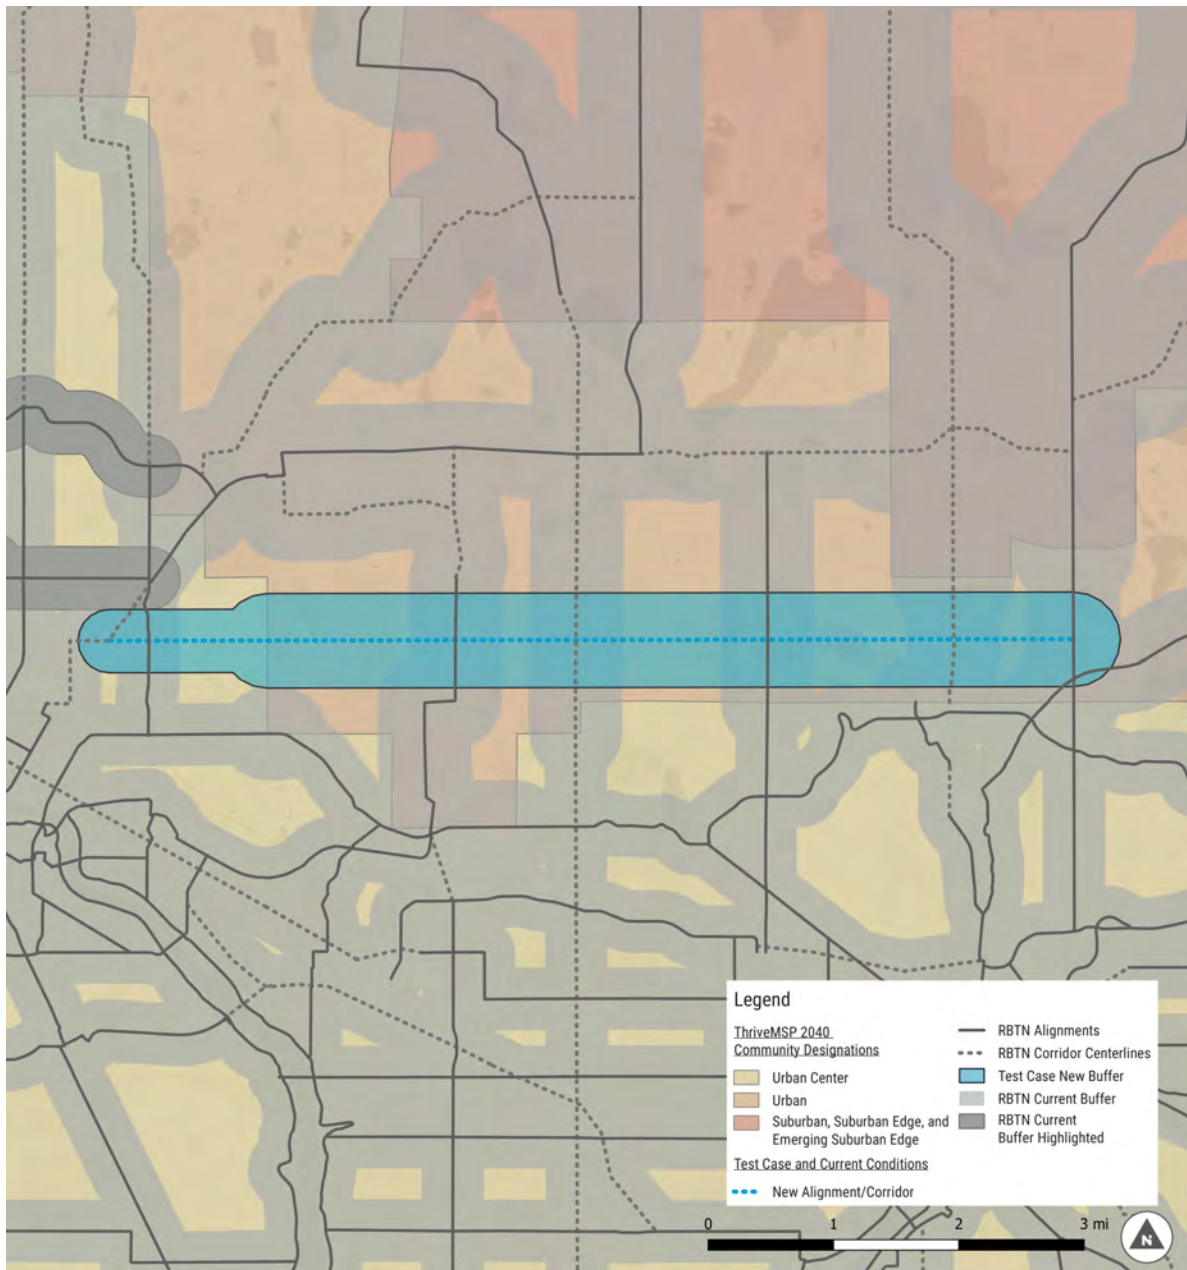 Legend
ThriveMSP 2040
Community Designations
Urban Center
Urban
Suburban, Suburban Edge, and
Emerging Suburban Edge
Test Case and Current Conditions
New Alignment/Corridor
RBTN Alignments
RBTN Corridor Centerlines
Test Case New Buffer
RBTN Current Buffer
RBTN Current
Buffer Highlighted
0 1 2 3 mi
N